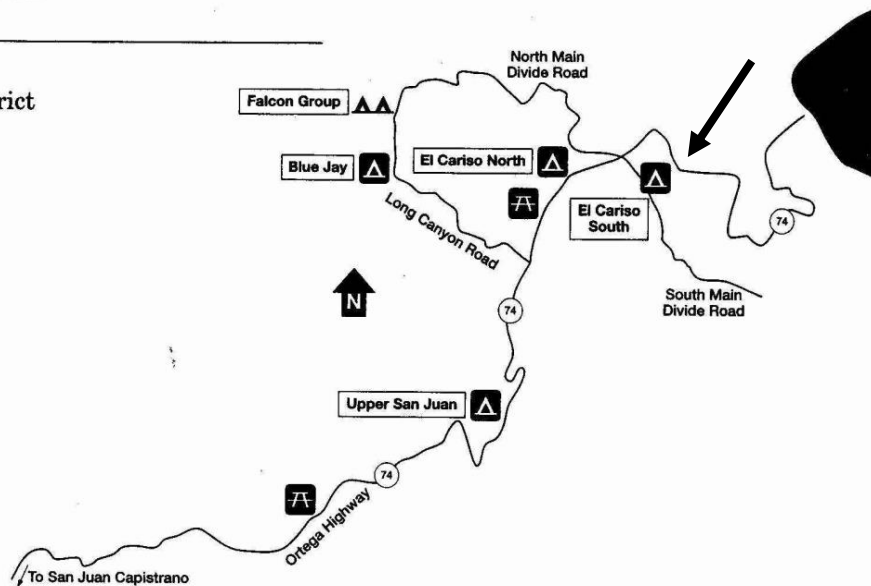 rict
North Main
Divide Road
Falcon Group
Blue Jay
El Cariso North
Long Canyon Road
El Cariso
South
74
South Main
Divide Road
N
74
Upper San Juan
74
Ortega Highway
To San Juan Capistrano